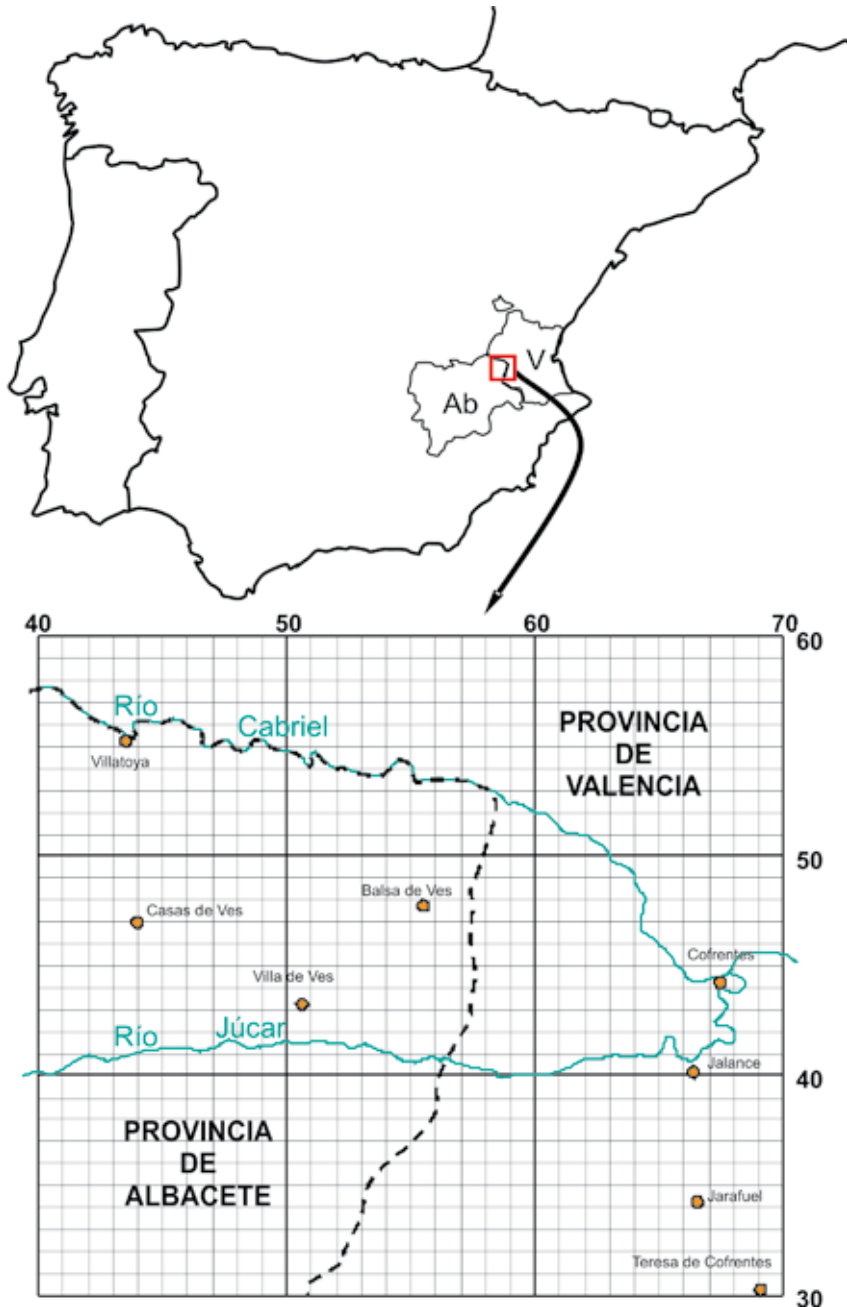 V
Ab
40 50 60 70
60
Río
Cabriel
PROVINCIA
DE
VALENCIA
Villatoya
50
Balsa de Ves
Casas de Ves
Cofrentes
Villa de Ves
Río
Júcar
Jalance
40
PROVINCIA
DE
ALBACETE
Jarafuel
Teresa de Cofrentes
30